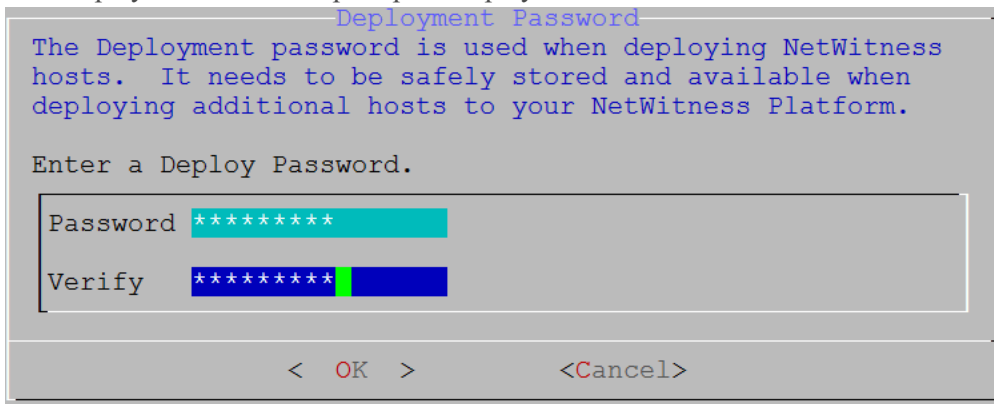 Deployment Password
The Deployment password is used when deploying NetWitness
hosts. It needs to be safely stored and available when
deploying additional hosts to your NetWitness Platform.
Enter a Deploy Password.
Password *********
Verify *********
< OK > <Cancel>